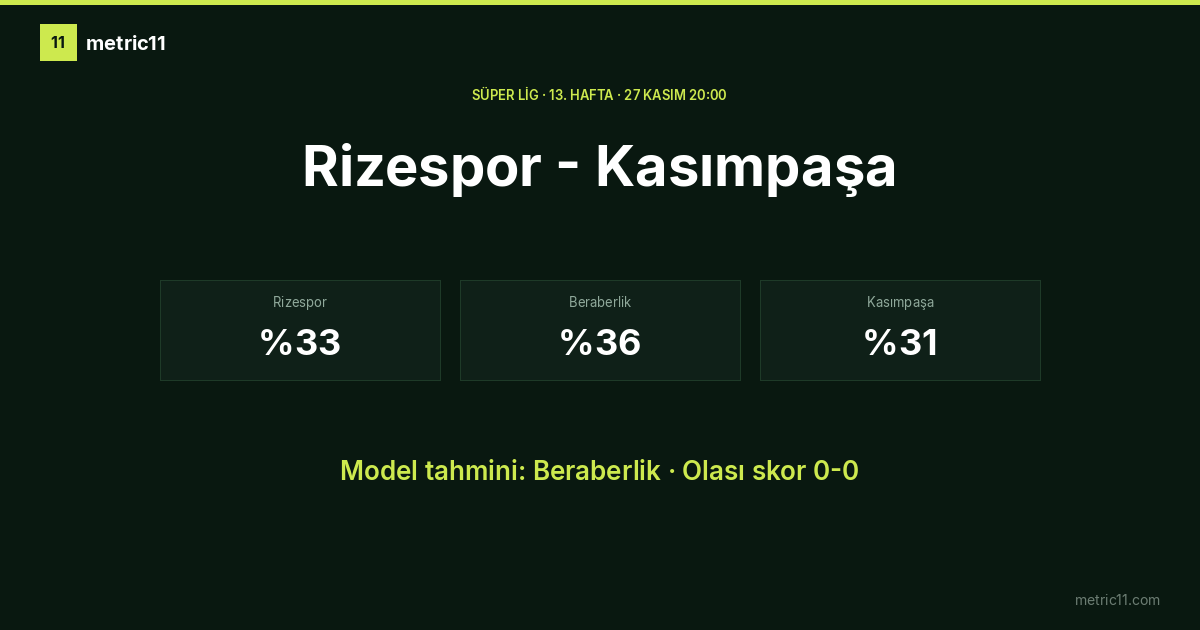 11 metric11
SÜPER LİG · 13. HAFTA · 27 KASIM 20:00
Rizespor - Kasımpaşa
Rizespor
%33
Beraberlik
%36
Kasımpaşa
%31
Model tahmini: Beraberlik · Olası skor 0-0
metric11.com